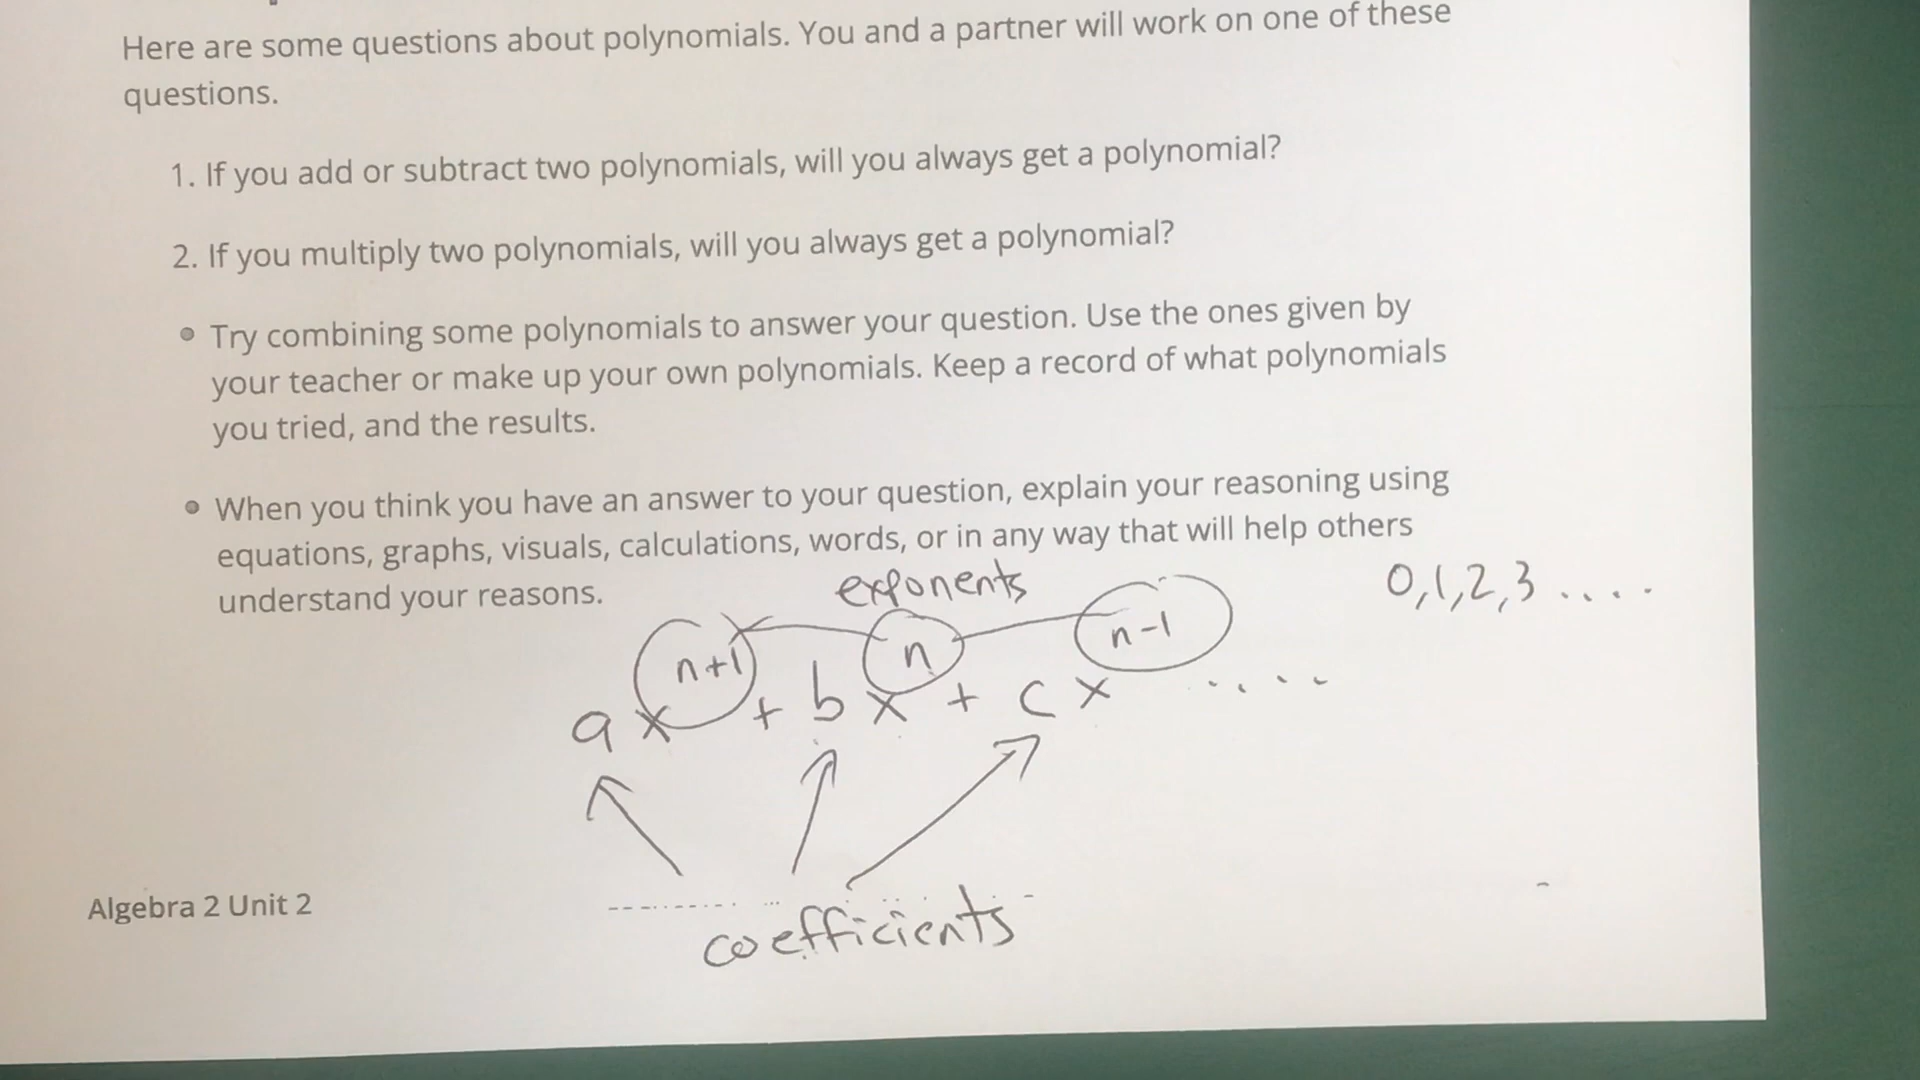 Here are some questions about polynomials. You and a partner will work on one of these
questions.
1. If you add or subtract two polynomials, will you always get a polynomial?
2. If you multiply two polynomials, will you always get a polynomial?
• Try combining some polynomials to answer your question. Use the ones given by
your teacher or make up your own polynomials. Keep a record of what polynomials
you tried, and the results.
• When you think you have an answer to your question, explain your reasoning using
equations, graphs, visuals, calculations, words, or in any way that will help others
understand your reasons.
exponents
0,1,2,3 ....
n+1 n n-1
ax + bx + cx ....
Algebra 2 Unit 2
coefficients